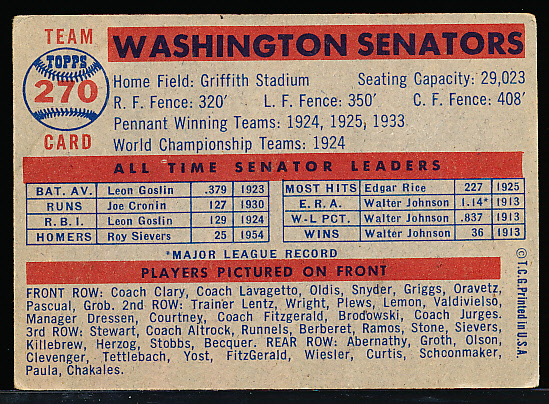 TEAM
TOPPS
270
CARD
WASHINGTON SENATORS
Home Field: Griffith Stadium Seating Capacity: 29,023
R. F. Fence: 320' L. F. Fence: 350' C. F. Fence: 408'
Pennant Winning Teams: 1924, 1925, 1933
World Championship Teams: 1924
ALL TIME SENATOR LEADERS
BAT. AV. Leon Goslin .379 1923
RUNS Joe Cronin 127 1930
R. B. I. Leon Goslin 129 1924
HOMERS Roy Sievers 25 1954
MOST HITS Edgar Rice 227 1925
E. R. A. Walter Johnson 1.14* 1913
W-L PCT. Walter Johnson .837 1913
WINS Walter Johnson 36 1913
*MAJOR LEAGUE RECORD
PLAYERS PICTURED ON FRONT
FRONT ROW: Coach Clary, Coach Lavagetto, Oldis, Snyder, Griggs, Oravetz,
Pascual, Grob. 2nd ROW: Trainer Lentz, Wright, Plews, Lemon, Valdivielso,
Manager Dressen, Courtney, Coach Fitzgerald, Brodowski, Coach Jurges.
3rd ROW: Stewart, Coach Altrock, Runnels, Berberet, Ramos, Stone, Sievers,
Killebrew, Herzog, Stobbs, Becquer. REAR ROW: Abernathy, Groth, Olson,
Clevenger, Tettlebach, Yost, FitzGerald, Wiesler, Curtis, Schoonmaker,
Paula, Chakales.
© T.C.G. Printed in U.S.A.